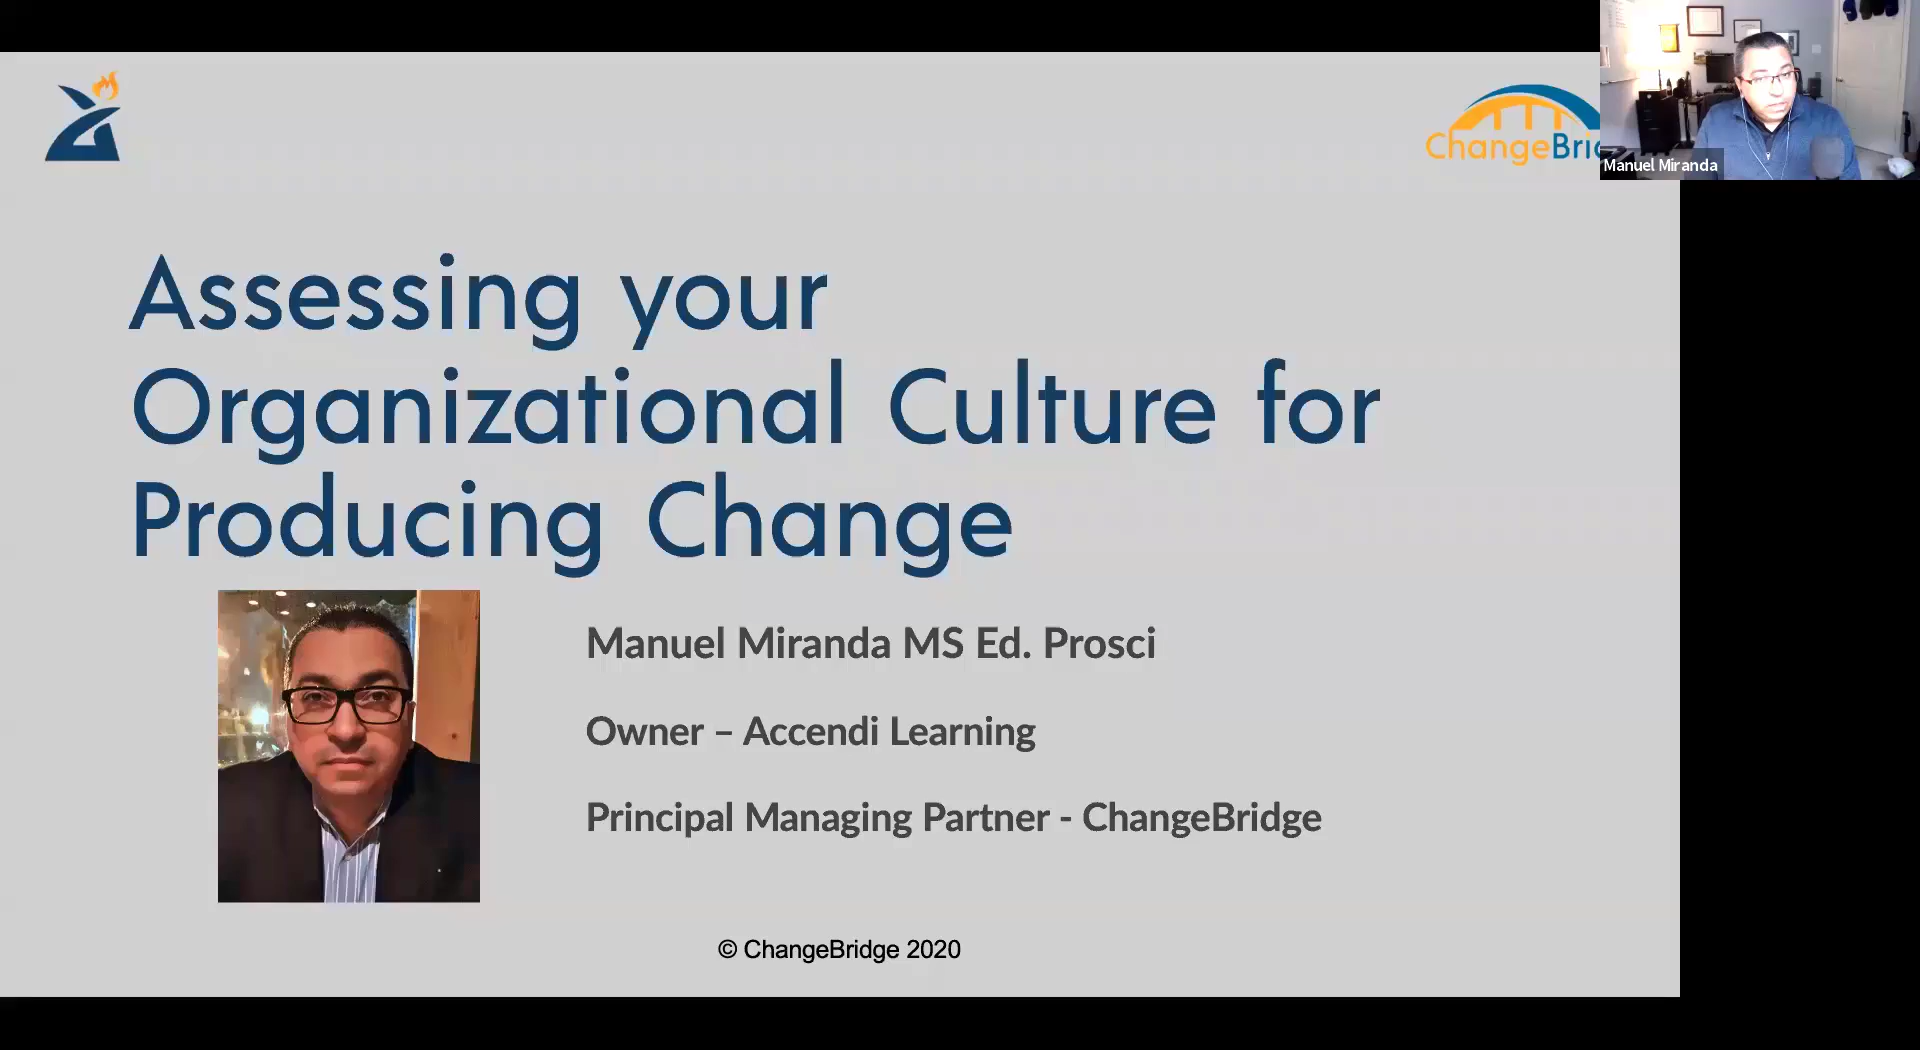 ChangeBri
Manuel Miranda
Assessing your
Organizational Culture for
Producing Change
Manuel Miranda MS Ed. Prosci
Owner – Accendi Learning
Principal Managing Partner - ChangeBridge
© ChangeBridge 2020